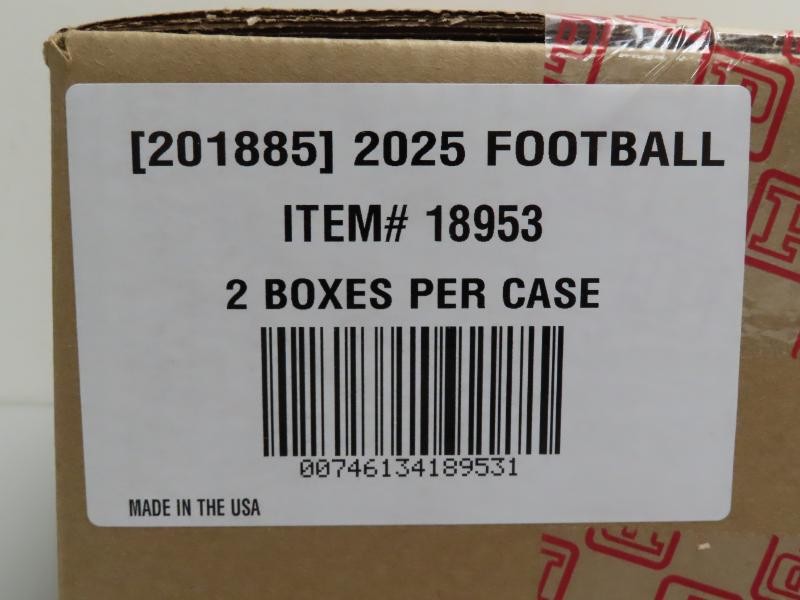 [201885] 2025 FOOTBALL
ITEM# 18953
2 BOXES PER CASE
00746134189531
MADE IN THE USA